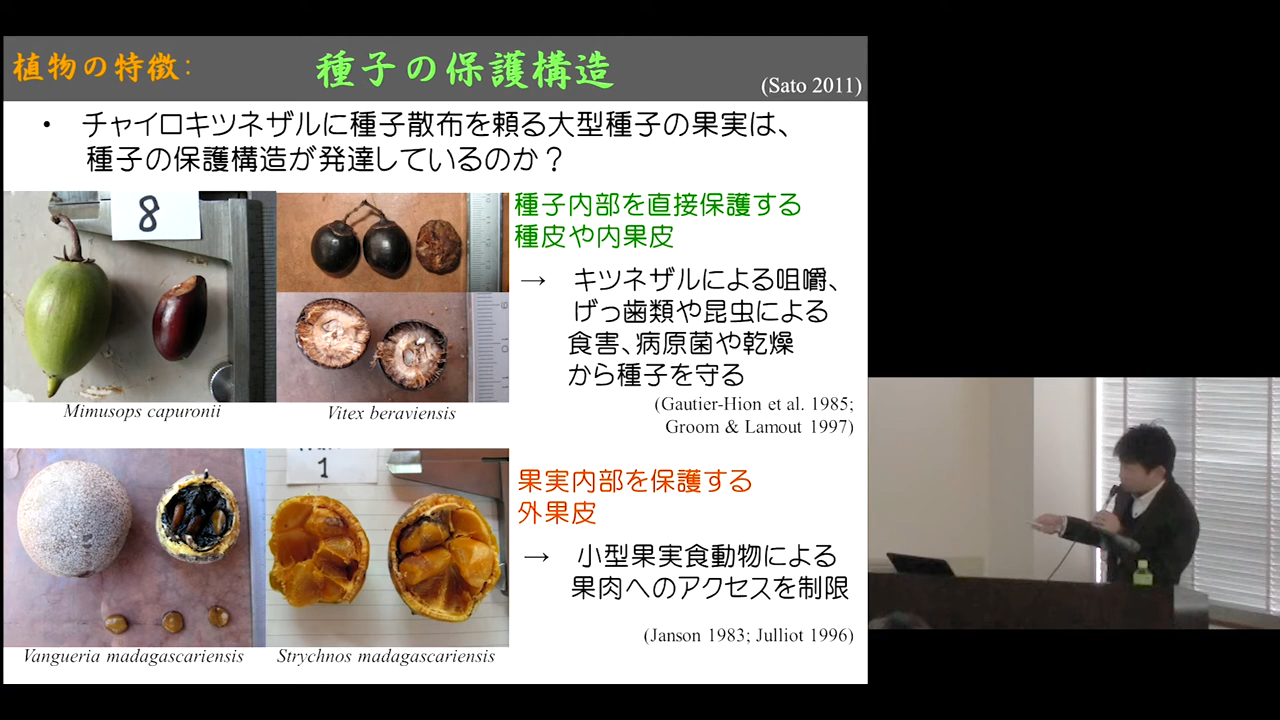 植物の特徴:
種子の保護構造
(Sato 2011)
・ チャイロキツネザルに種子散布を頼る大型種子の果実は、
種子の保護構造が発達しているのか？
8
種子内部を直接保護する
種皮や内果皮
→ キツネザルによる咀嚼、
げっ歯類や昆虫による
食害、病原菌や乾燥
から種子を守る
(Gautier-Hion et al. 1985;
Groom & Lamout 1997)
Mimusops capuronii
Vitex beraviensis
1
果実内部を保護する
外果皮
→ 小型果実食動物による
果肉へのアクセスを制限
(Janson 1983; Julliot 1996)
Vangueria madagascariensis
Strychnos madagascariensis